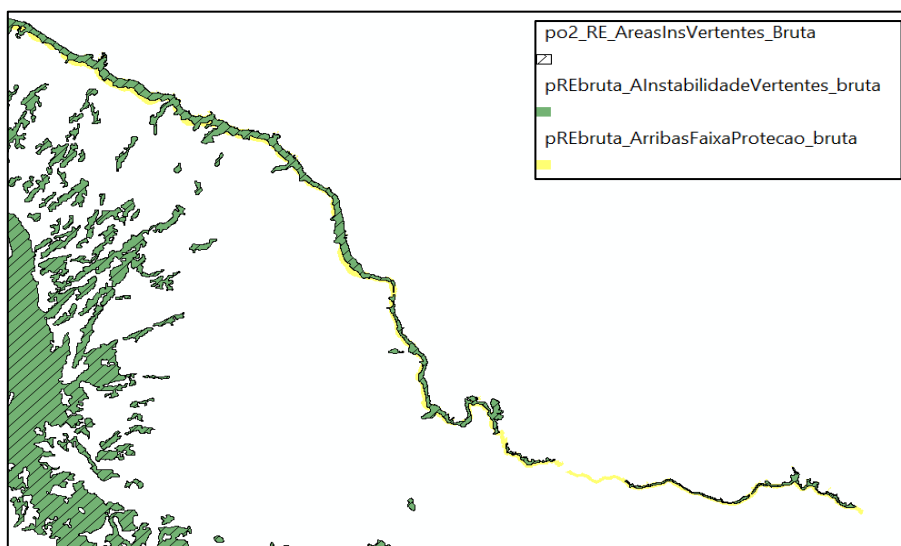 po2_RE_AreasInsVertentes_Bruta
pREbruta_AInstabilidadeVertentes_bruta
pREbruta_ArribasFaixaProtecao_bruta